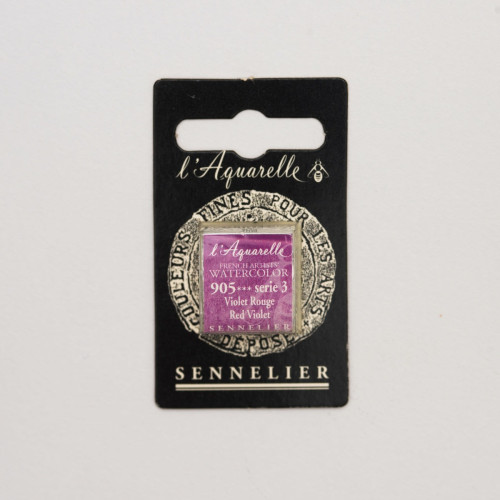 l'Aquarelle
COULEURS FINES POUR LES ARTS
l'Aquarelle
FRENCH ARTISTS'
WATERCOLOR
905*** serie 3
Violet Rouge
Red Violet
SENNELIER
DÉPOSÉ
SENNELIER